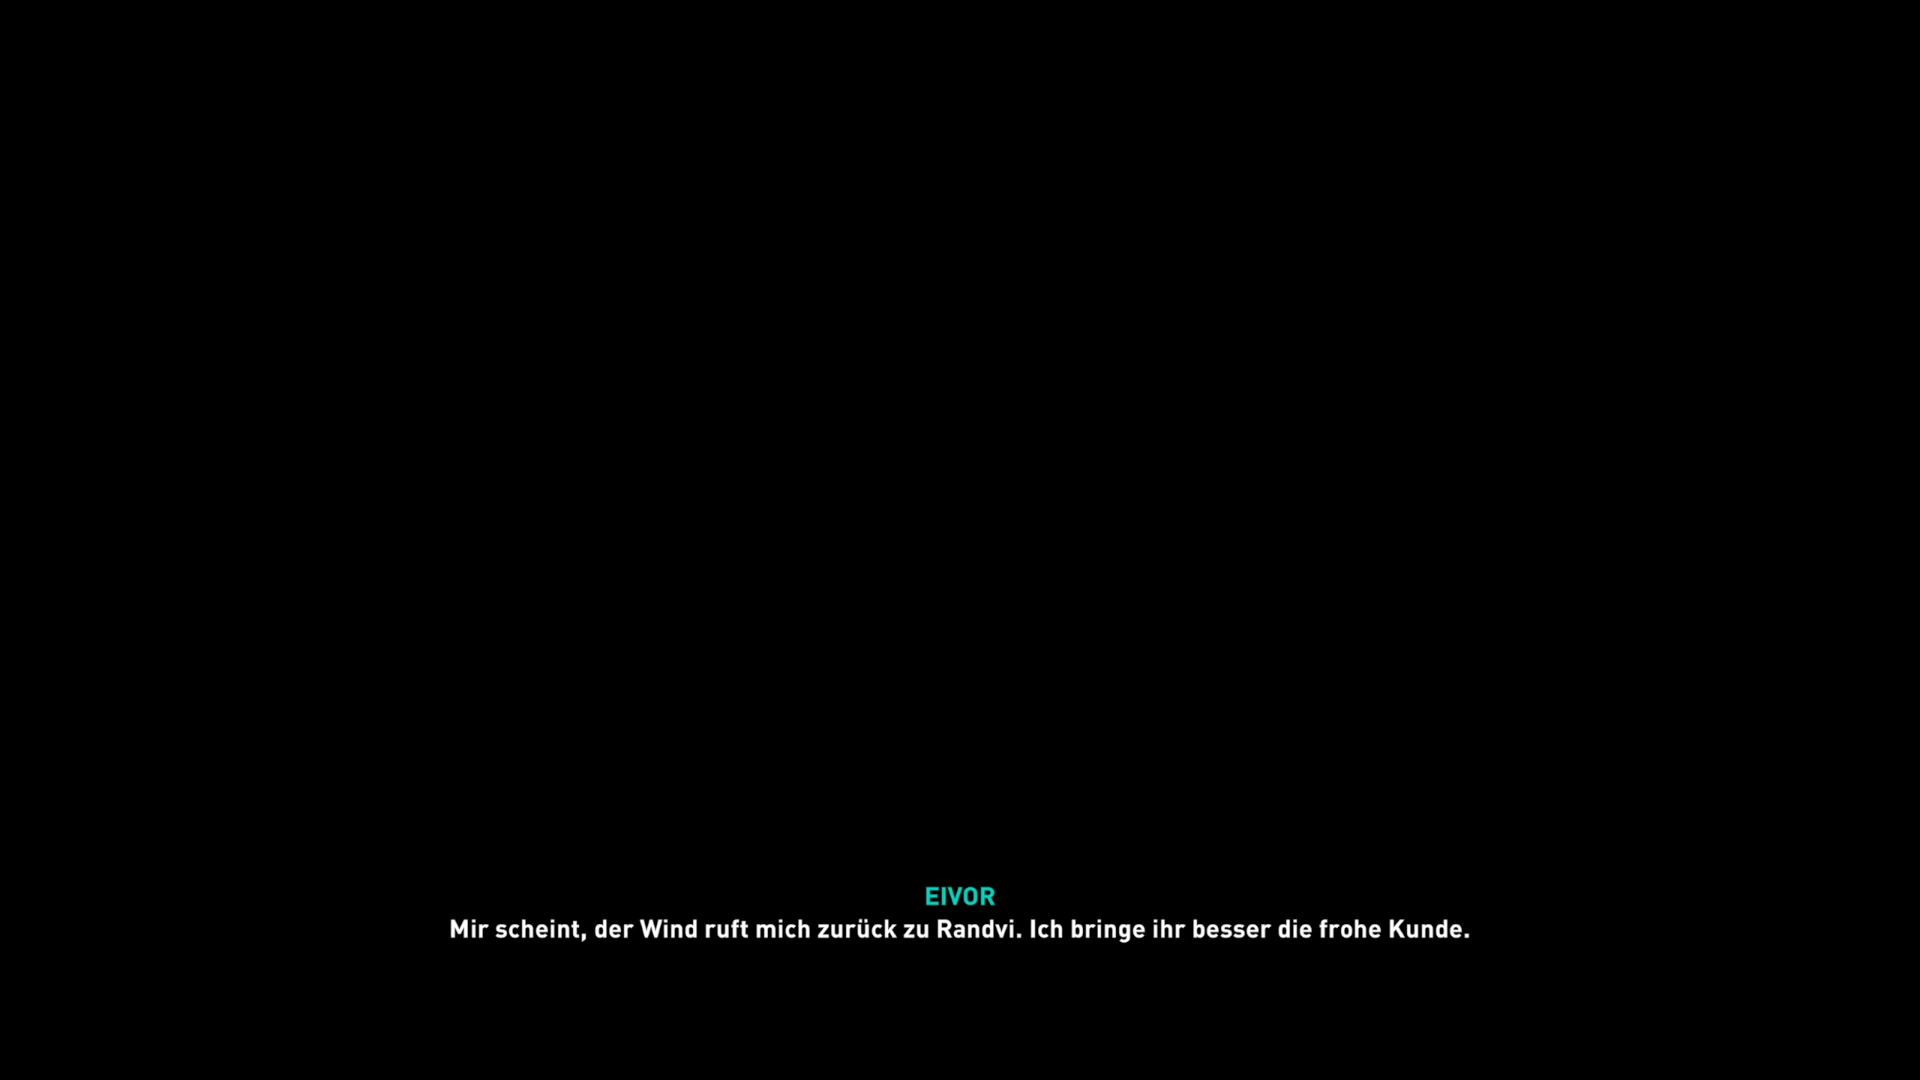 EIVOR
Mir scheint, der Wind ruft mich zurück zu Randvi. Ich bringe ihr besser die frohe Kunde.